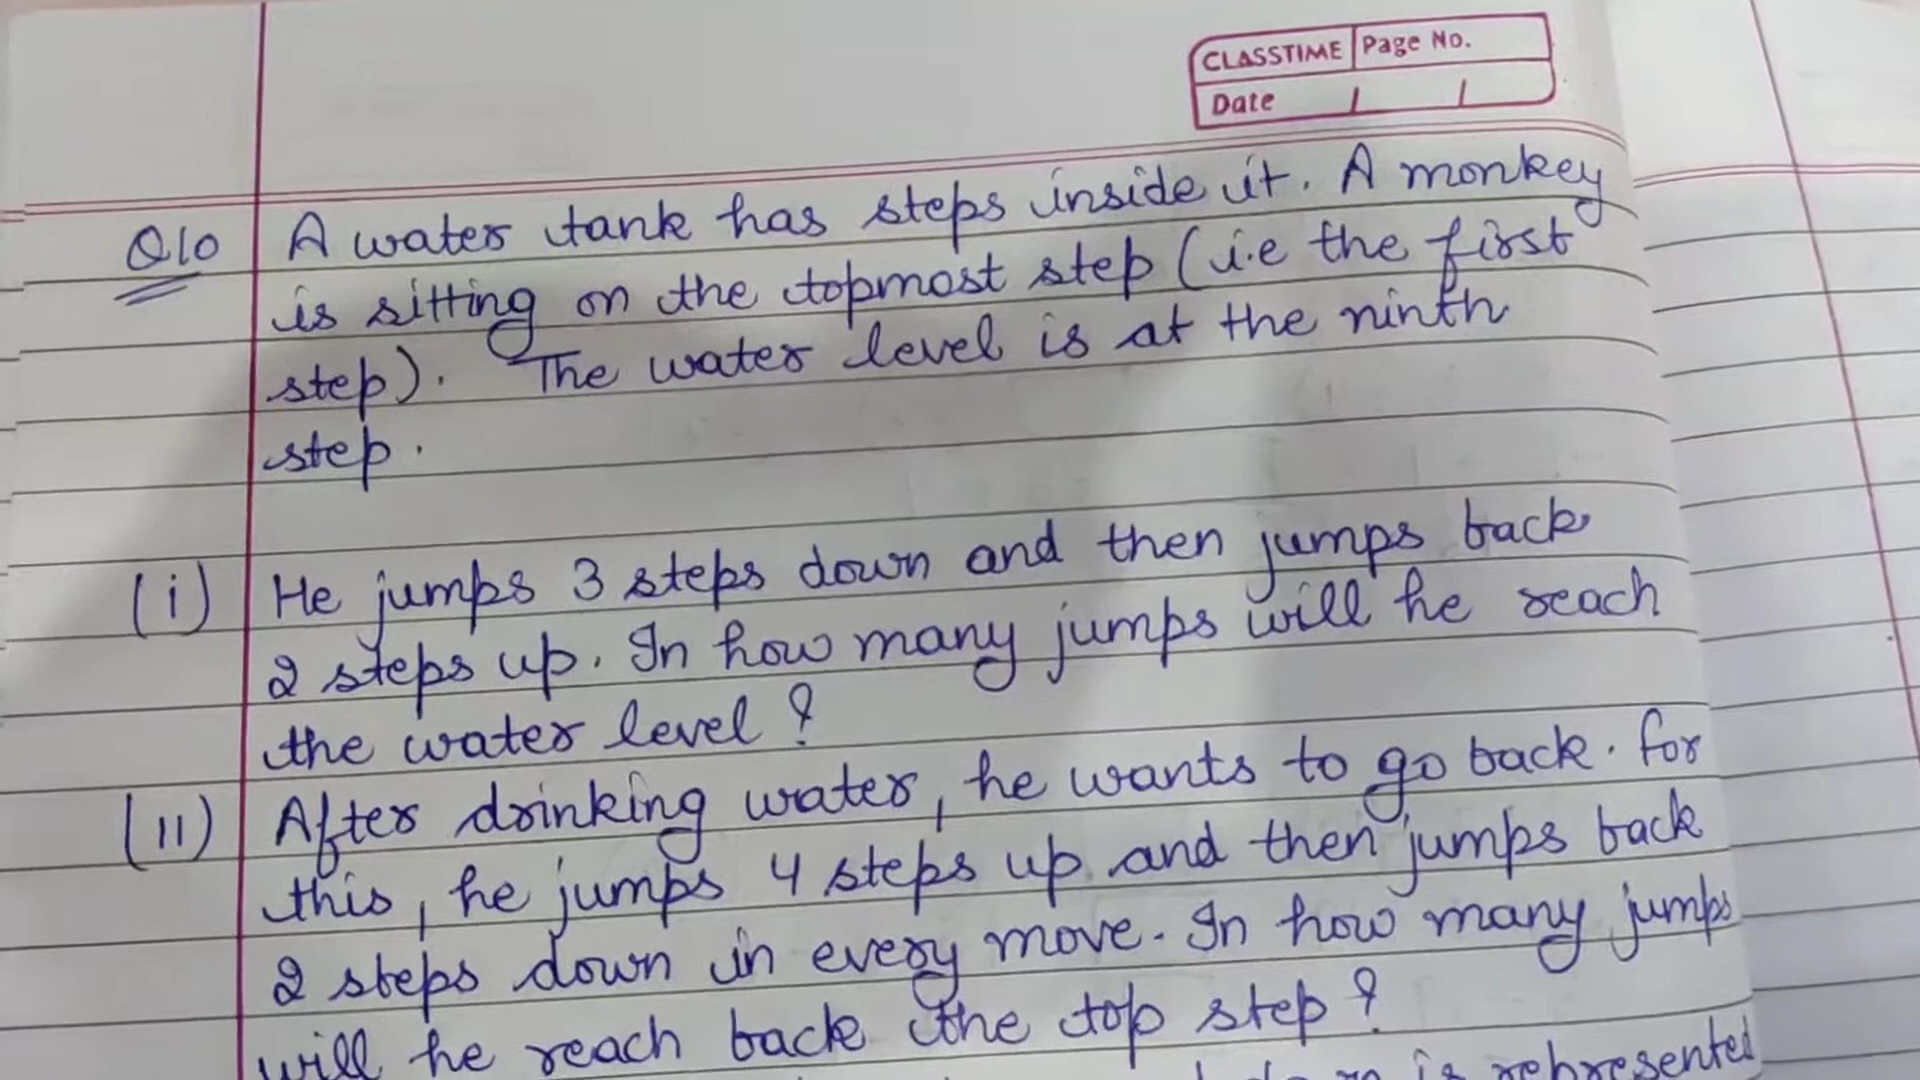 CLASSTIME Page No.
Date / /
Q10 A water tank has steps inside it. A monkey
is sitting on the topmost step (i.e the first
step). The water level is at the ninth
step.
(i) He jumps 3 steps down and then jumps back
2 steps up. In how many jumps will he reach
the water level?
(ii) After drinking water, he wants to go back. For
this, he jumps 4 steps up and then jumps back
2 steps down in every move. In how many jumps
will he reach back the top step?
is represented